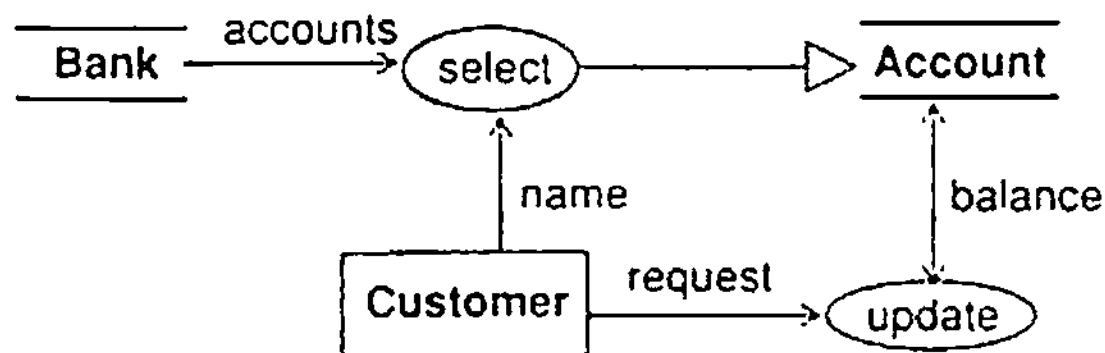 accounts
Bank
select
Account
name
balance
Customer
request
update